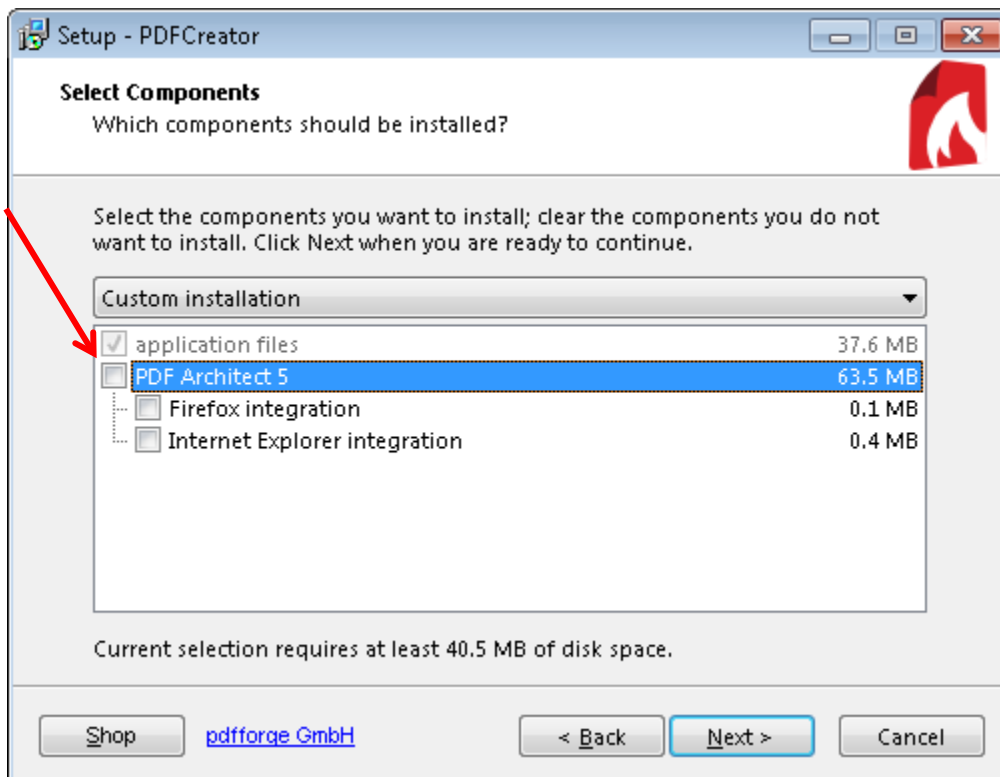 Setup - PDFCreator
Select Components
Which components should be installed?
Select the components you want to install; clear the components you do not
want to install. Click Next when you are ready to continue.
Custom installation
application files 37.6 MB
PDF Architect 5 63.5 MB
Firefox integration 0.1 MB
Internet Explorer integration 0.4 MB
Current selection requires at least 40.5 MB of disk space.
Shop pdfforge GmbH < Back Next > Cancel